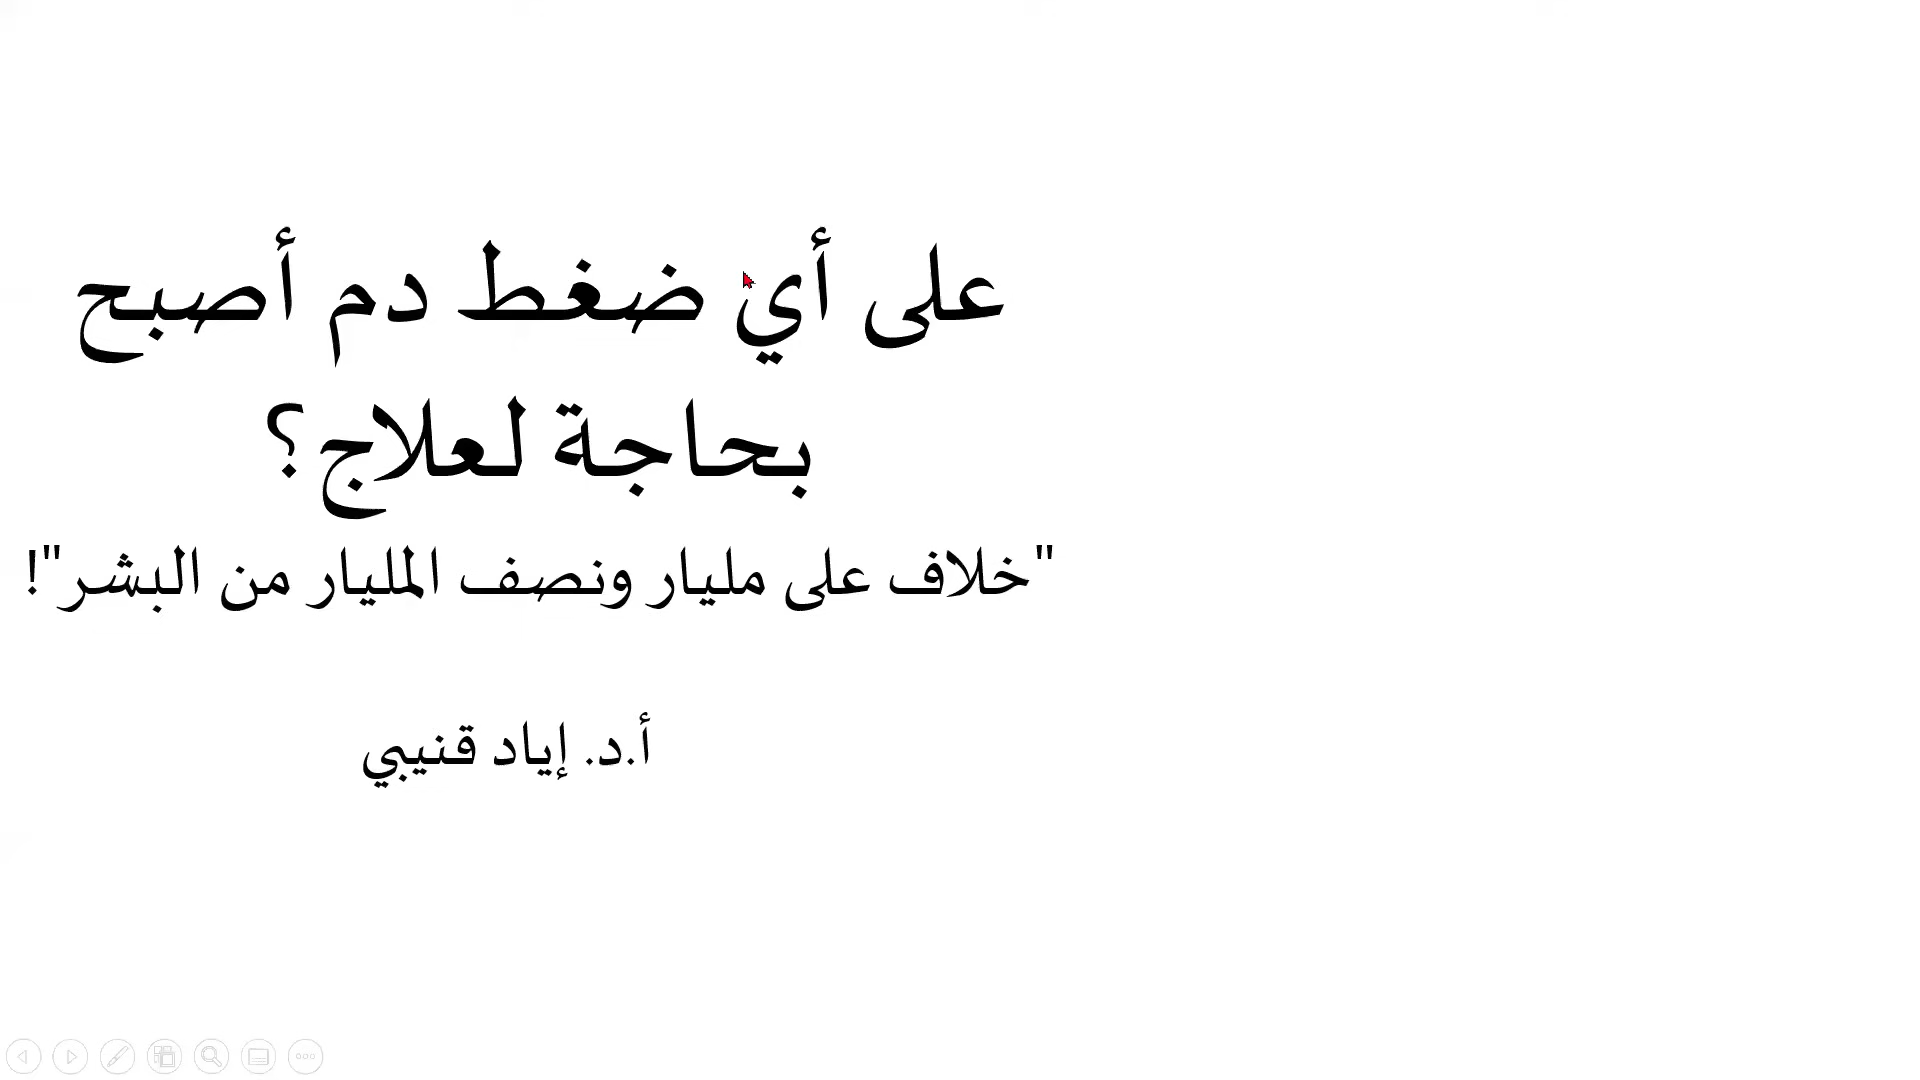 على أي ضغط دم أصبح
بحاجة لعلاج؟
"خلاف على مليار ونصف المليار من البشر"!
أ.د. إياد قنيبي